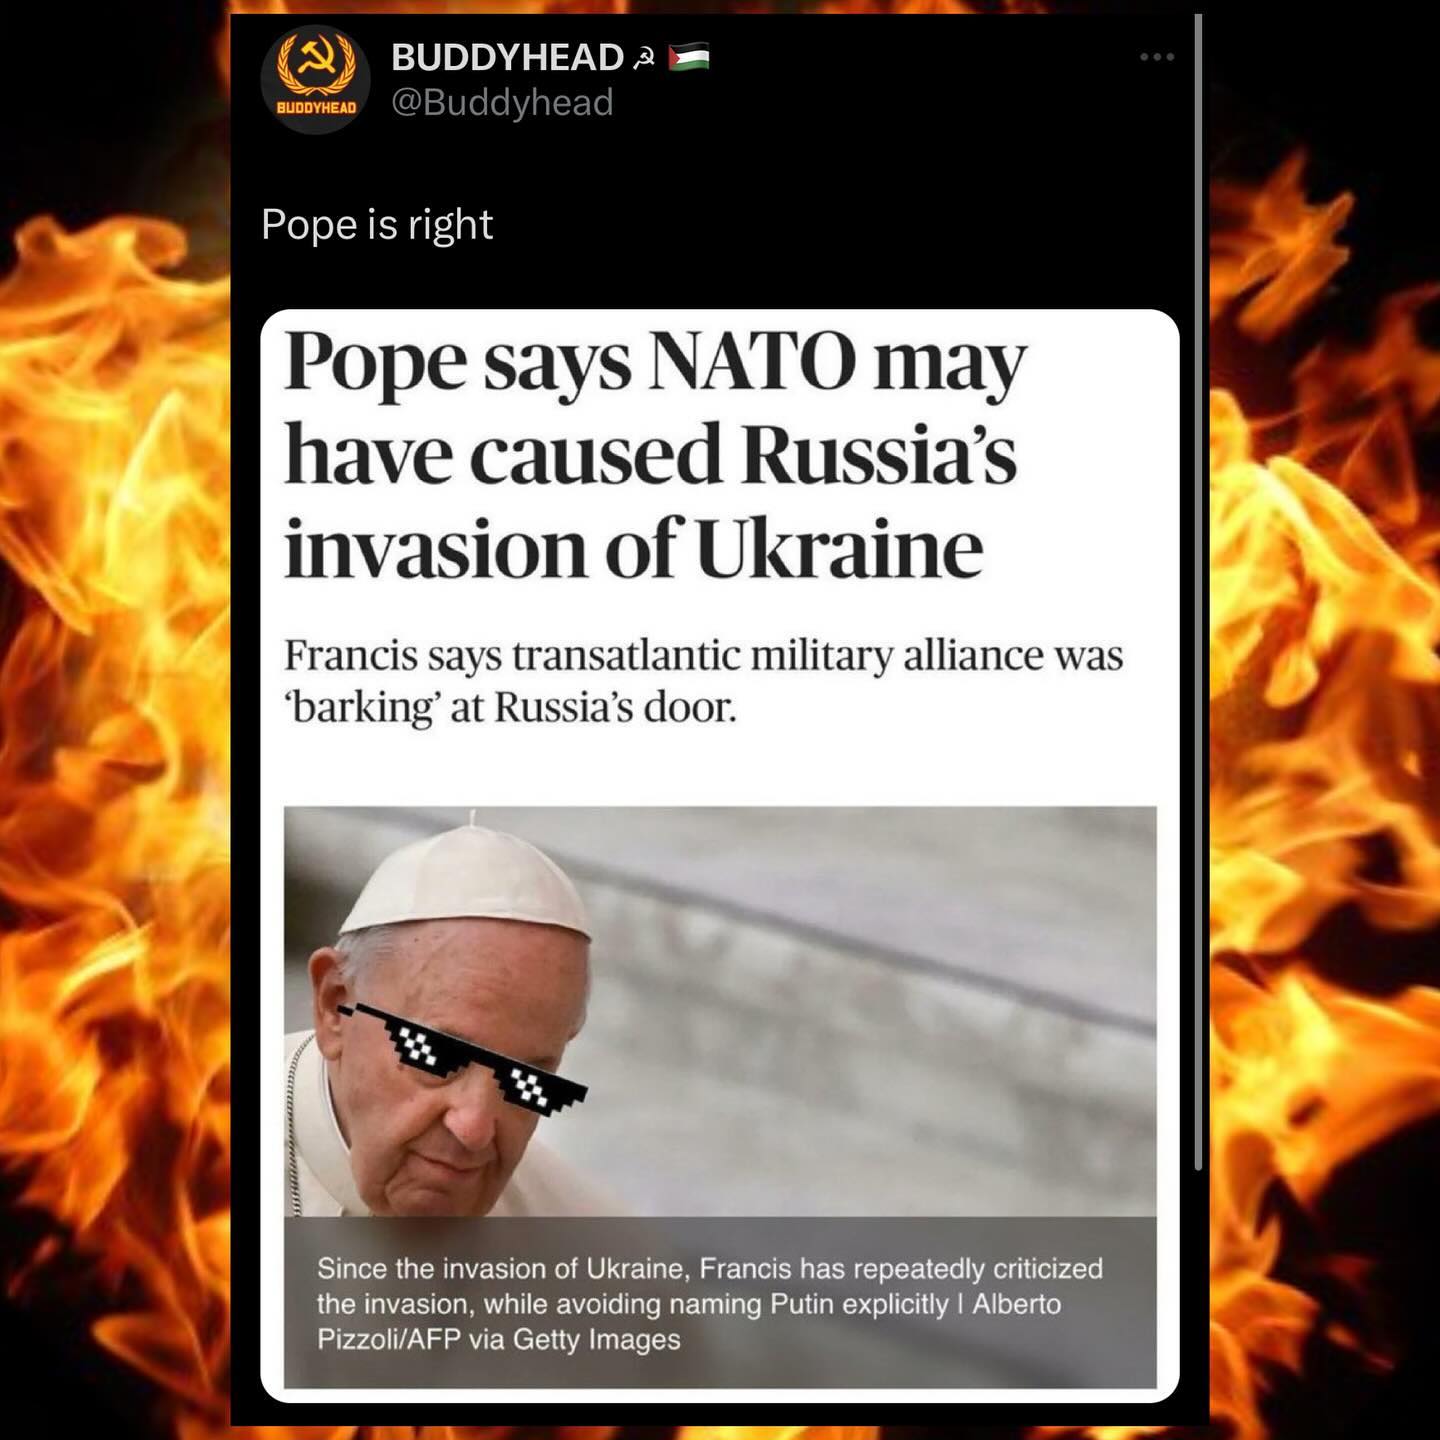 BUDDYHEAD ☭ 🇵🇸
BUDDYHEAD
@Buddyhead
Pope is right
Pope says NATO may
have caused Russia’s
invasion of Ukraine
Francis says transatlantic military alliance was
‘barking’ at Russia’s door.
Since the invasion of Ukraine, Francis has repeatedly criticized
the invasion, while avoiding naming Putin explicitly | Alberto
Pizzoli/AFP via Getty Images